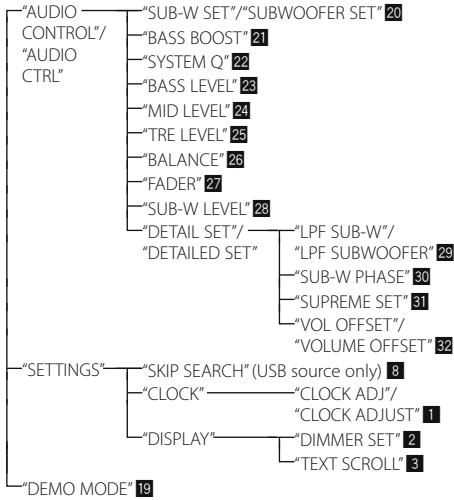 “AUDIO CONTROL”/ “AUDIO CTRL”
“SUB-W SET”/“SUBWOOFER SET” 20
“BASS BOOST” 21
“SYSTEM Q” 22
“BASS LEVEL” 23
“MID LEVEL” 24
“TRE LEVEL” 25
“BALANCE” 26
“FADER” 27
“SUB-W LEVEL” 28
“DETAIL SET”/
“DETAILED SET”
“LPF SUB-W”/
“LPF SUBWOOFER” 29
“SUB-W PHASE” 30
“SUPREME SET” 31
“VOL OFFSET”/
“VOLUME OFFSET” 32
“SETTINGS”
“SKIP SEARCH” (USB source only) 8
“CLOCK”
“CLOCK ADJ”/
“CLOCK ADJUST” 1
“DISPLAY”
“DIMMER SET” 2
“TEXT SCROLL” 3
“DEMO MODE” 19